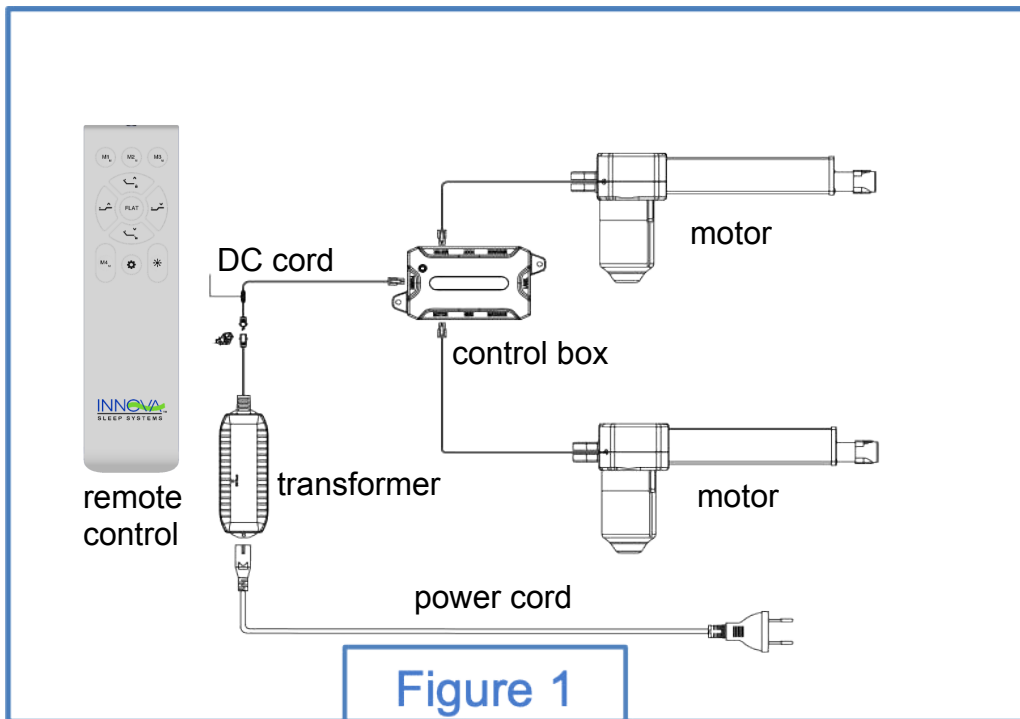 M1 M2 M3
FLAT
M4
INNOVA
SLEEP SYSTEMS
remote
control
DC cord
transformer
control box
motor
motor
power cord
Figure 1